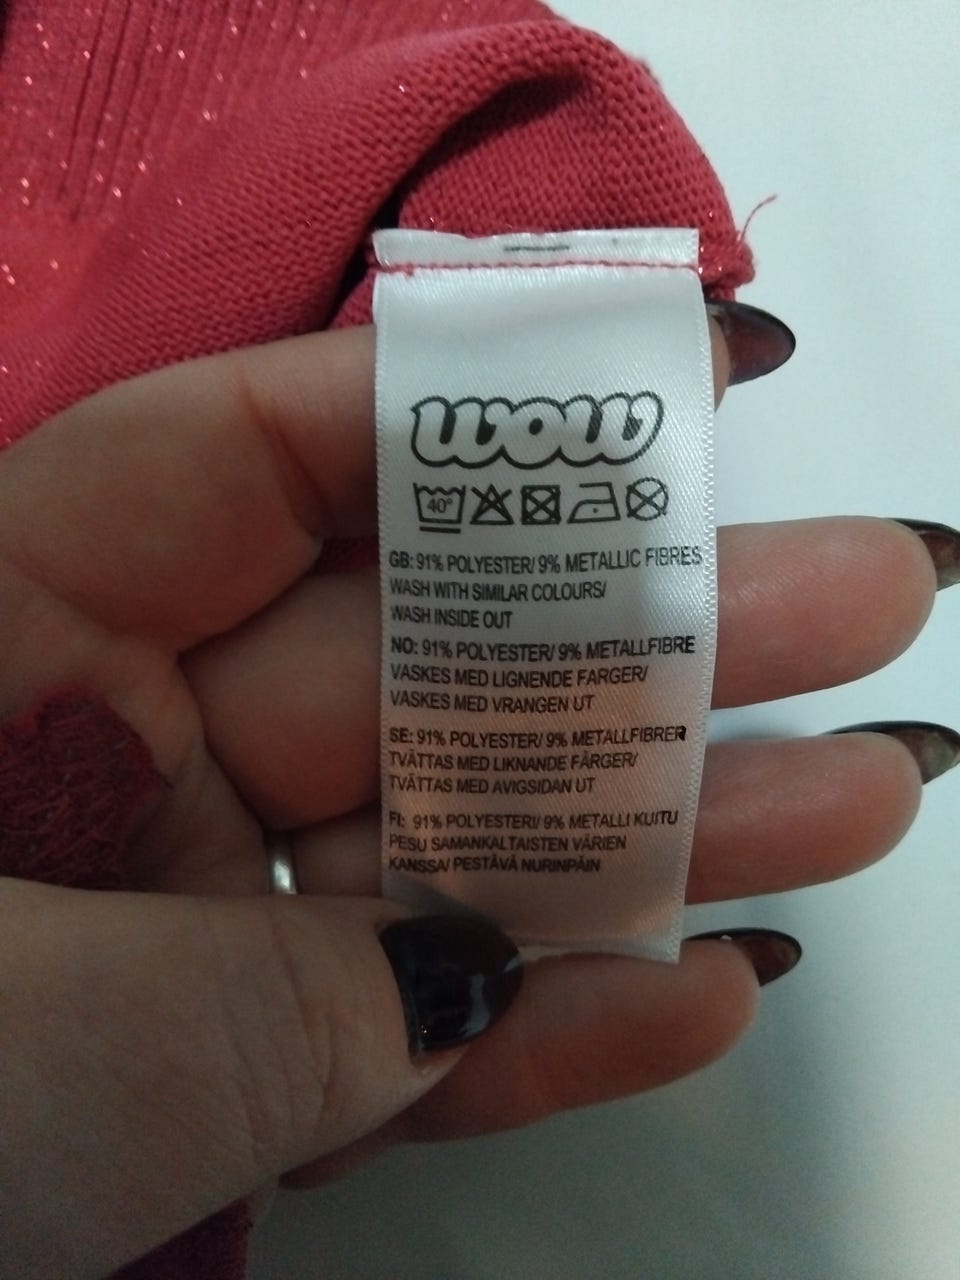 wow
40°
GB: 91% POLYESTER/ 9% METALLIC FIBRES
WASH WITH SIMILAR COLOURS/
WASH INSIDE OUT
NO: 91% POLYESTER/ 9% METALLFIBRE
VASKES MED LIGNENDE FARGER/
VASKES MED VRANGEN UT
SE: 91% POLYESTER/ 9% METALLFIBRER
TVÄTTAS MED LIKNANDE FÄRGER/
TVÄTTAS MED AVIGSIDAN UT
FI: 91% POLYESTERI/ 9% METALLI KUITU
PESU SAMANKALTAISTEN VÄRIEN
KANSSA/ PESTÄVÄ NURINPÄIN